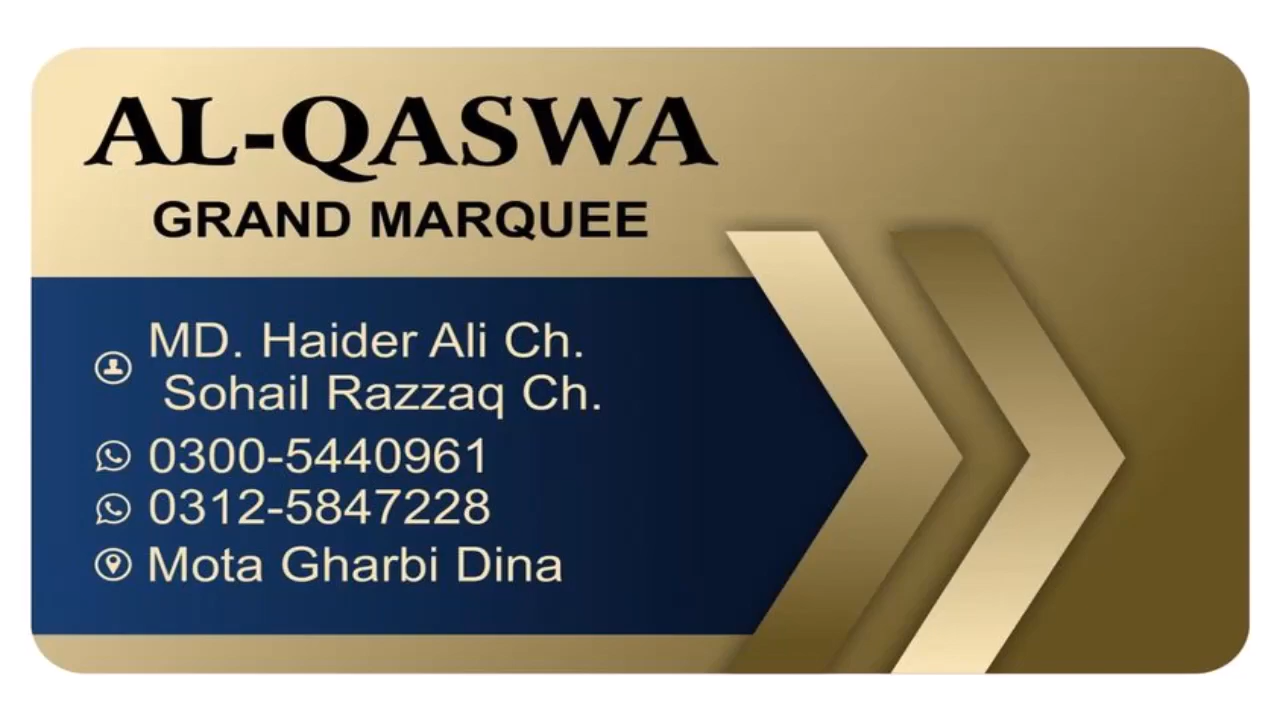 AL-QASWA
GRAND MARQUEE
MD. Haider Ali Ch.
Sohail Razzaq Ch.
0300-5440961
0312-5847228
Mota Gharbi Dina